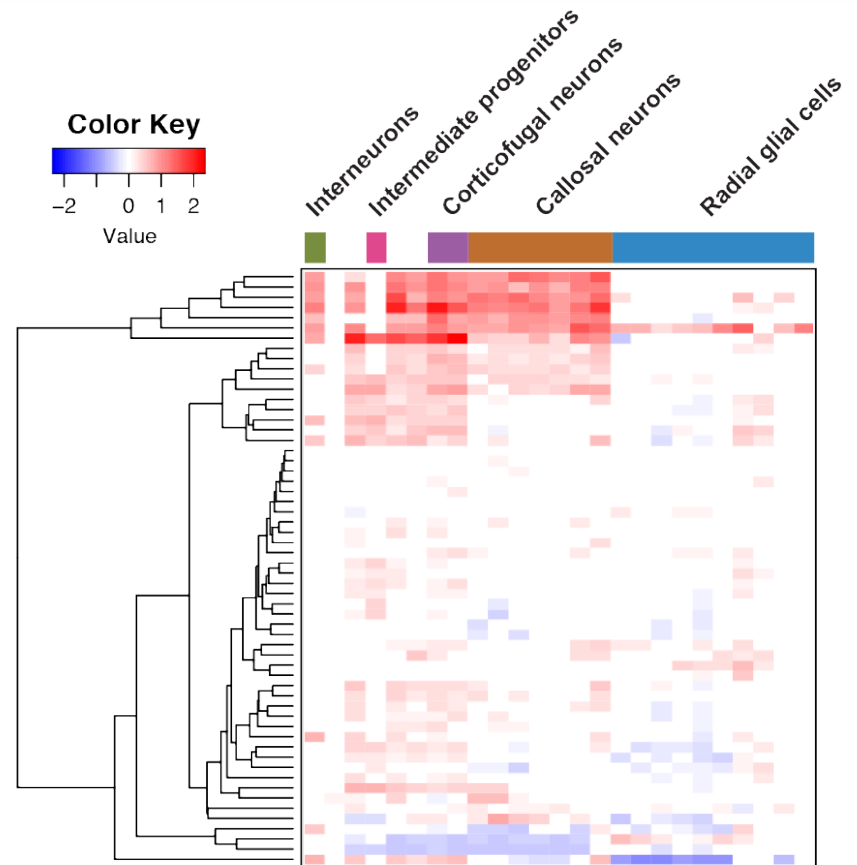 Color Key
−2 0 1 2
Value
Interneurons
Intermediate progenitors
Corticofugal neurons
Callosal neurons
Radial glial cells